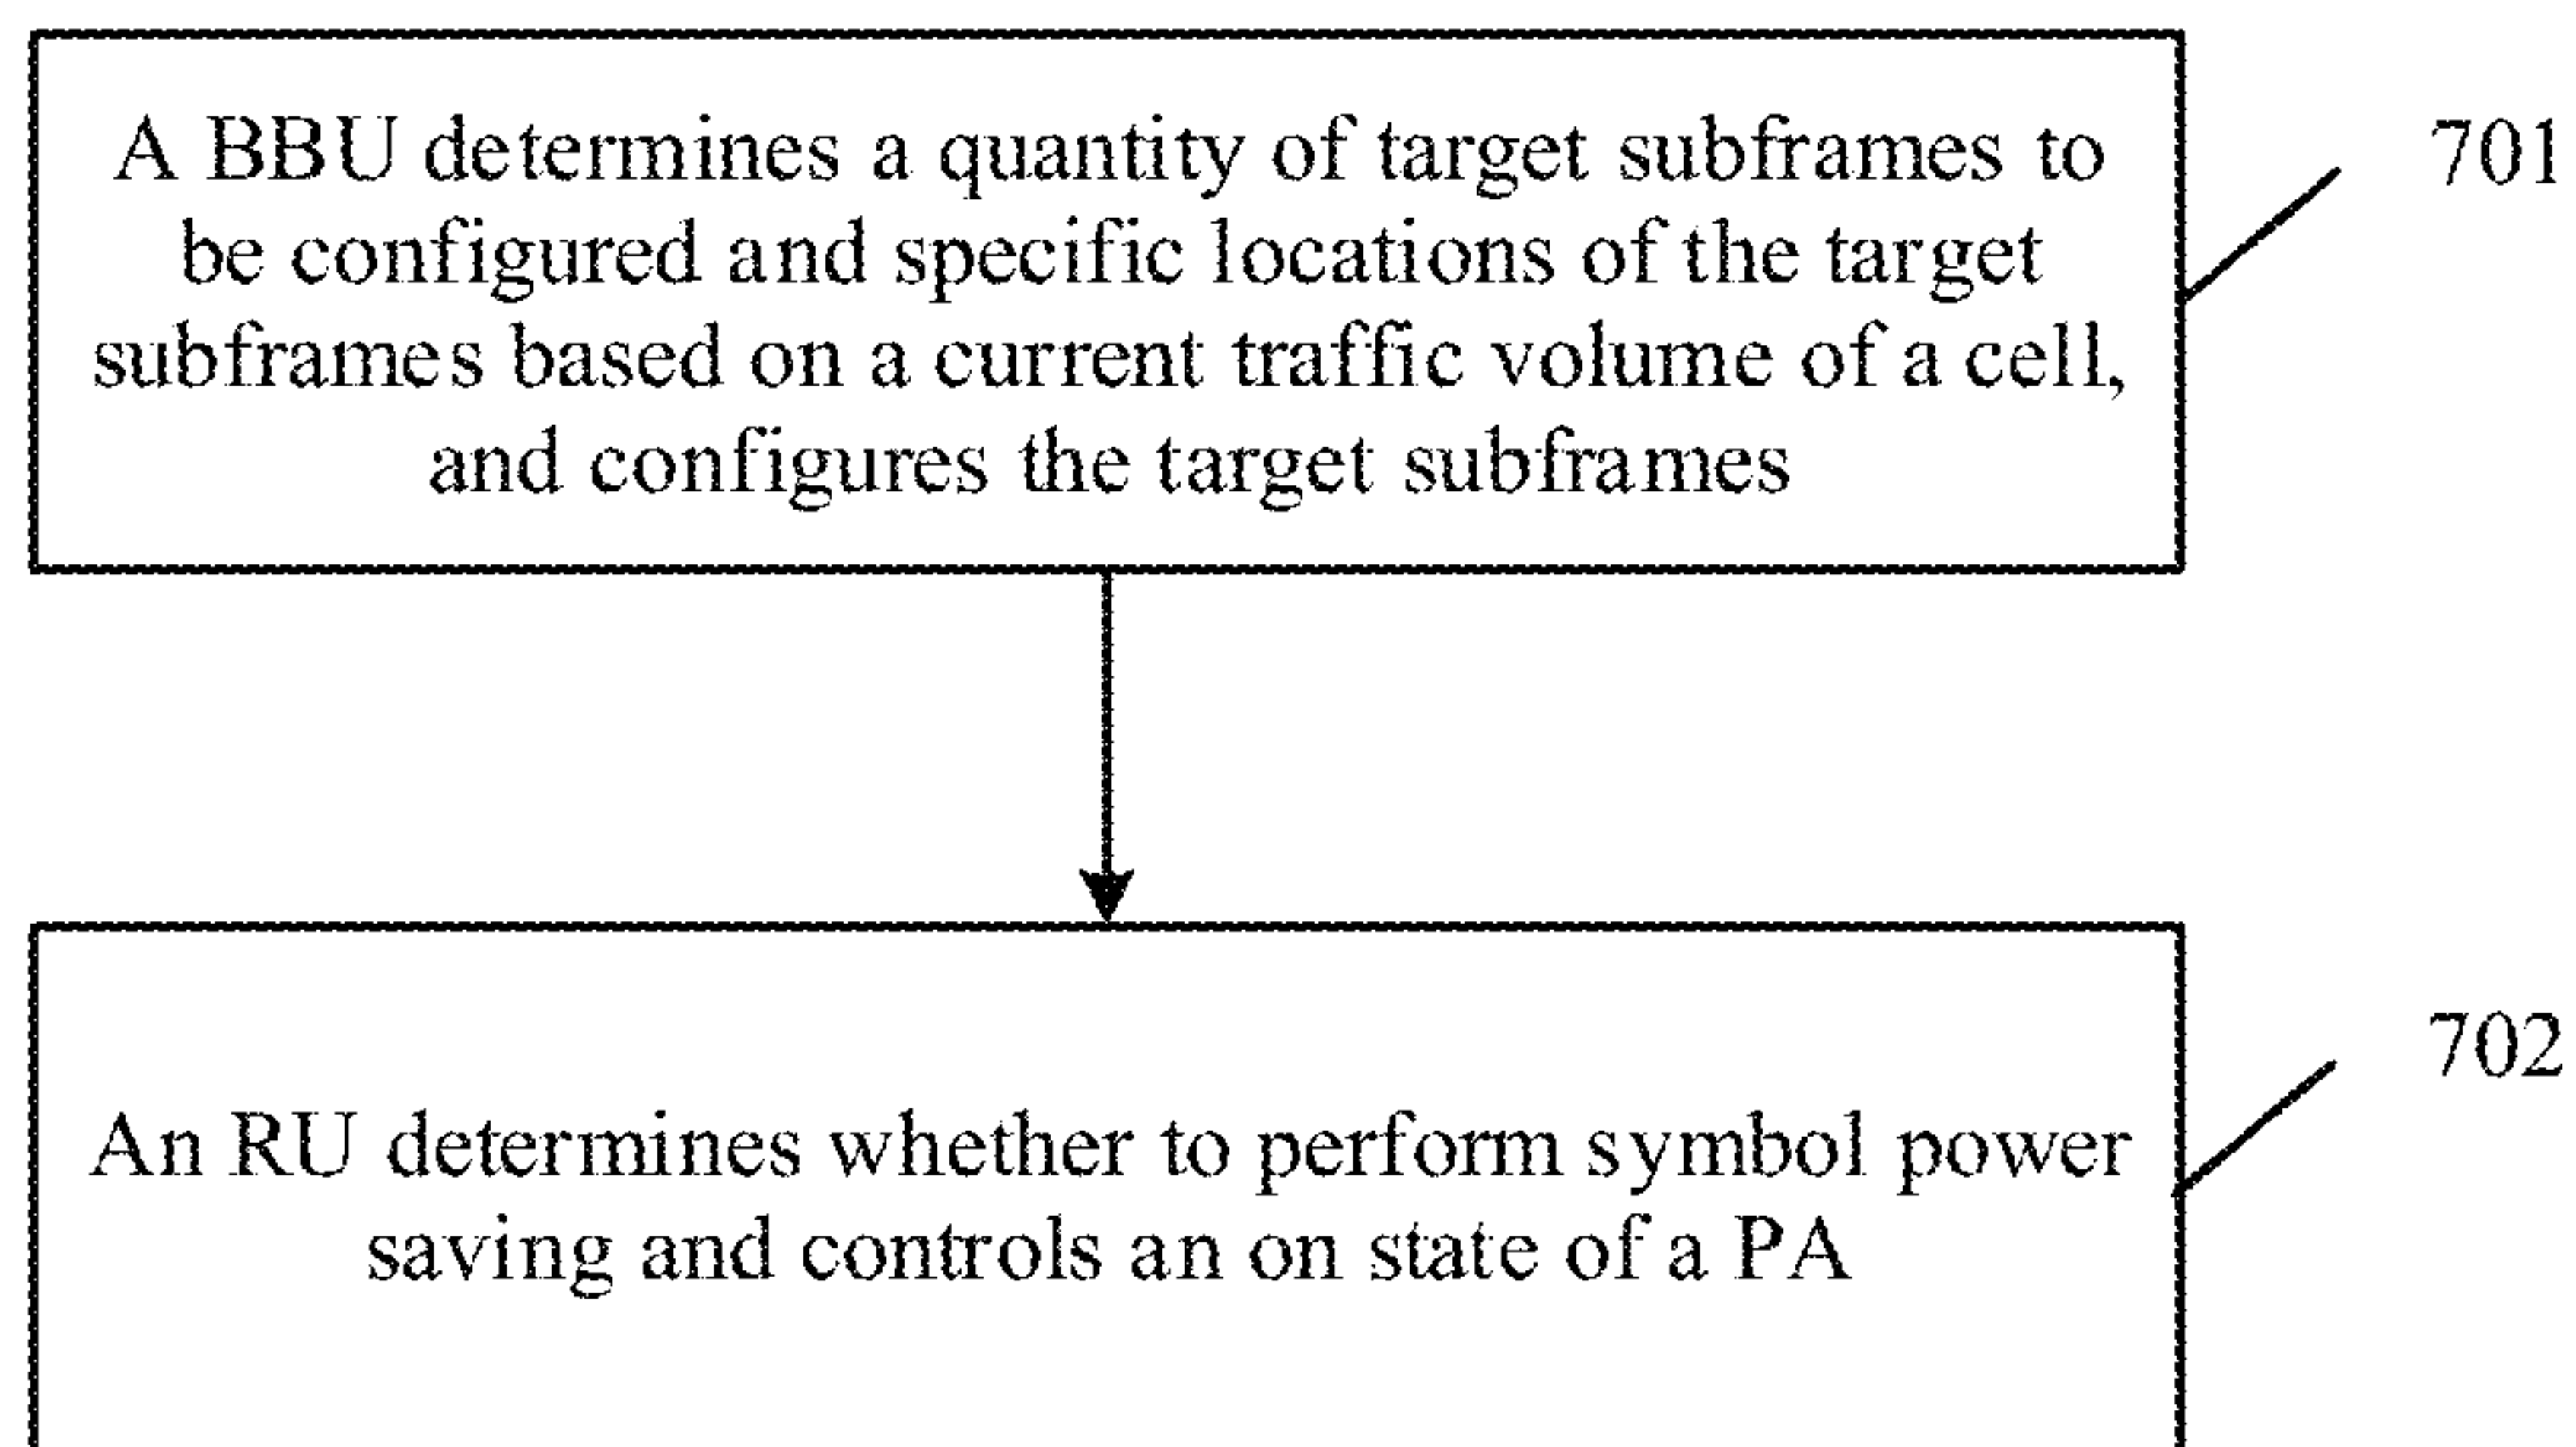 A BBU determines a quantity of target subframes to
be configured and specific locations of the target
subframes based on a current traffic volume of a cell,
and configures the target subframes
701
An RU determines whether to perform symbol power
saving and controls an on state of a PA
702